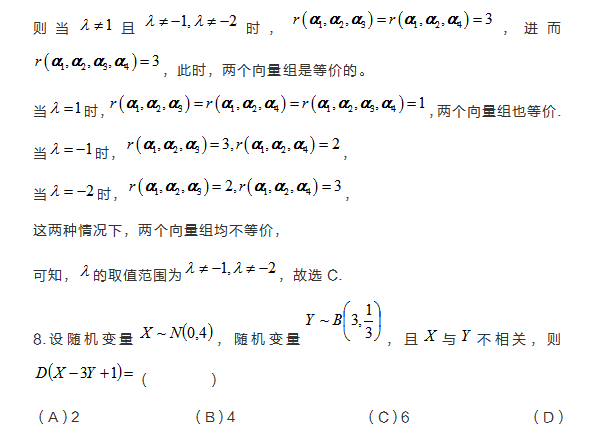 则当 λ≠1 且 λ≠-1,λ≠-2 时，r(α₁,α₂,α₃)=r(α₁,α₂,α₄)=3，进而
r(α₁,α₂,α₃,α₄)=3，此时，两个向量组是等价的。
当λ=1时,r(α₁,α₂,α₃)=r(α₁,α₂,α₄)=r(α₁,α₂,α₃,α₄)=1,两个向量组也等价.
当λ=-1时，r(α₁,α₂,α₃)=3,r(α₁,α₂,α₄)=2，
当λ=-2时，r(α₁,α₂,α₃)=2,r(α₁,α₂,α₄)=3，
这两种情况下，两个向量组均不等价，
可知，λ的取值范围为λ≠-1,λ≠-2，故选 C.
8.设随机变量 X~N(0,4)，随机变量 Y~B(3,1/3)，且 X 与 Y 不相关，则
D(X-3Y+1)=（ ）
（A）2 （B）4 （C）6 （D）